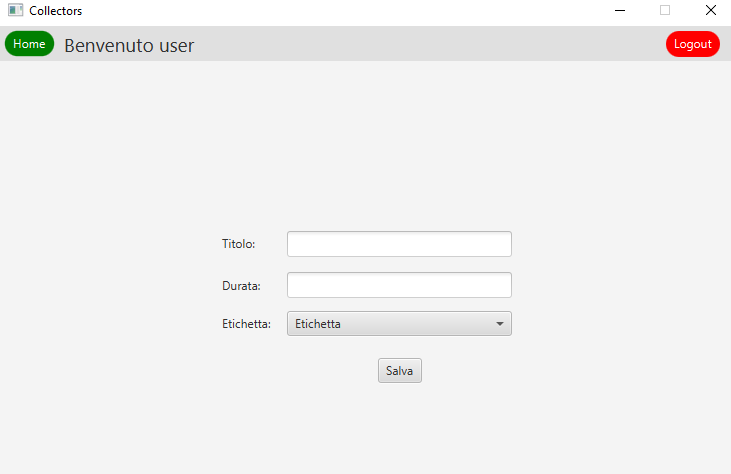 Collectors
Home Benvenuto user Logout
Titolo:
Durata:
Etichetta: Etichetta
Salva